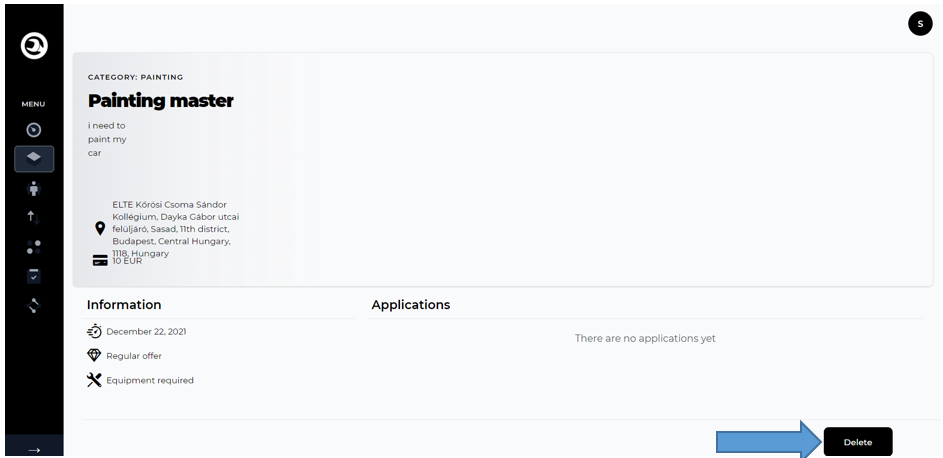 S
MENU
CATEGORY: PAINTING
Painting master
i need to
paint my
car
ELTE Kőrösi Csoma Sándor
Kollégium, Dayka Gábor utcai
felüljáró, Sasad, 11th district,
Budapest, Central Hungary,
1118, Hungary
10 EUR
Information
Applications
December 22, 2021
There are no applications yet
Regular offer
Equipment required
Delete